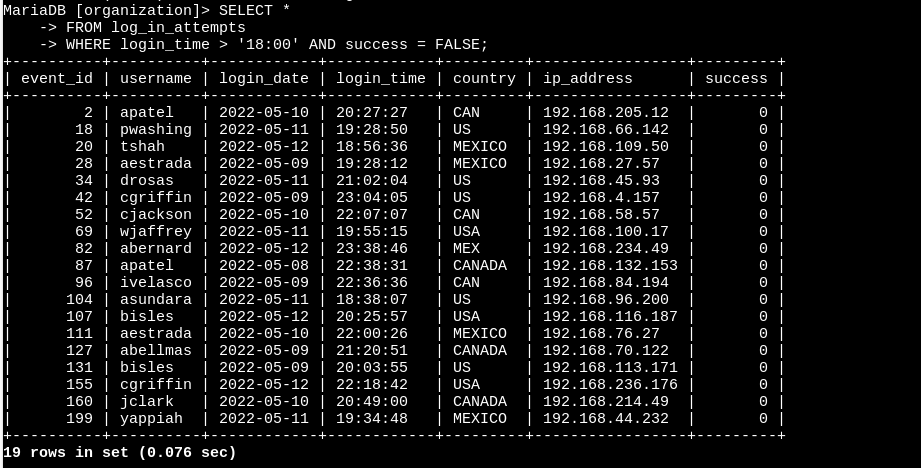 MariaDB [organization]> SELECT *
    -> FROM log_in_attempts
    -> WHERE login_time > '18:00' AND success = FALSE;
+----------+----------+------------+------------+---------+-----------------+---------+
| event_id | username | login_date | login_time | country | ip_address      | success |
+----------+----------+------------+------------+---------+-----------------+---------+
|        2 | apatel   | 2022-05-10 | 20:27:27   | CAN     | 192.168.205.12  |       0 |
|       18 | pwashing | 2022-05-11 | 19:28:50   | US      | 192.168.66.142  |       0 |
|       20 | tshah    | 2022-05-12 | 18:56:36   | MEXICO  | 192.168.109.50  |       0 |
|       28 | aestrada | 2022-05-09 | 19:28:12   | MEXICO  | 192.168.27.57   |       0 |
|       34 | drosas   | 2022-05-11 | 21:02:04   | US      | 192.168.45.93   |       0 |
|       42 | cgriffin | 2022-05-09 | 23:04:05   | US      | 192.168.4.157   |       0 |
|       52 | cjackson | 2022-05-10 | 22:07:07   | CAN     | 192.168.58.57   |       0 |
|       69 | wjaffrey | 2022-05-11 | 19:55:15   | USA     | 192.168.100.17  |       0 |
|       82 | abernard | 2022-05-12 | 23:38:46   | MEX     | 192.168.234.49  |       0 |
|       87 | apatel   | 2022-05-08 | 22:38:31   | CANADA  | 192.168.132.153 |       0 |
|       96 | ivelasco | 2022-05-09 | 22:36:36   | CAN     | 192.168.84.194  |       0 |
|      104 | asundara | 2022-05-11 | 18:38:07   | US      | 192.168.96.200  |       0 |
|      107 | bisles   | 2022-05-12 | 20:25:57   | USA     | 192.168.116.187 |       0 |
|      111 | aestrada | 2022-05-10 | 22:00:26   | MEXICO  | 192.168.76.27   |       0 |
|      127 | abellmas | 2022-05-09 | 21:20:51   | CANADA  | 192.168.70.122  |       0 |
|      131 | bisles   | 2022-05-09 | 20:03:55   | US      | 192.168.113.171 |       0 |
|      155 | cgriffin | 2022-05-12 | 22:18:42   | USA     | 192.168.236.176 |       0 |
|      160 | jclark   | 2022-05-10 | 20:49:00   | CANADA  | 192.168.214.49  |       0 |
|      199 | yappiah  | 2022-05-11 | 19:34:48   | MEXICO  | 192.168.44.232  |       0 |
+----------+----------+------------+------------+---------+-----------------+---------+
19 rows in set (0.076 sec)